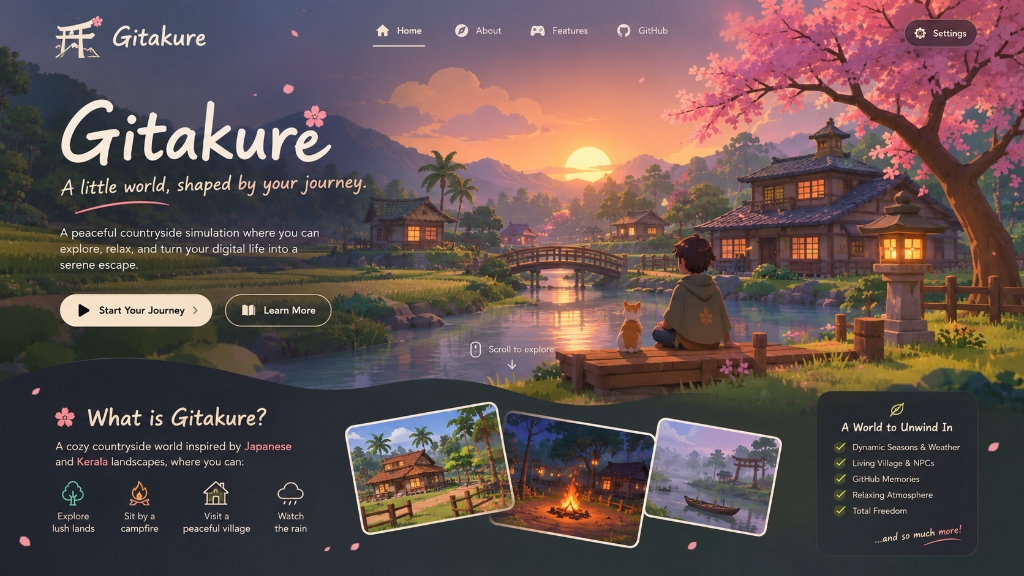 Gitakure
Home
About
Features
GitHub
Settings
Gitakure
A little world, shaped by your journey.
A peaceful countryside simulation where you can
explore, relax, and turn your digital life into a
serene escape.
Start Your Journey
Learn More
Scroll to explore
What is Gitakure?
A cozy countryside world inspired by Japanese
and Kerala landscapes, where you can:
Explore
lush lands
Sit by a
campfire
Visit a
peaceful village
Watch
the rain
A World to Unwind In
Dynamic Seasons & Weather
Living Village & NPCs
GitHub Memories
Relaxing Atmosphere
Total Freedom
...and so much more!